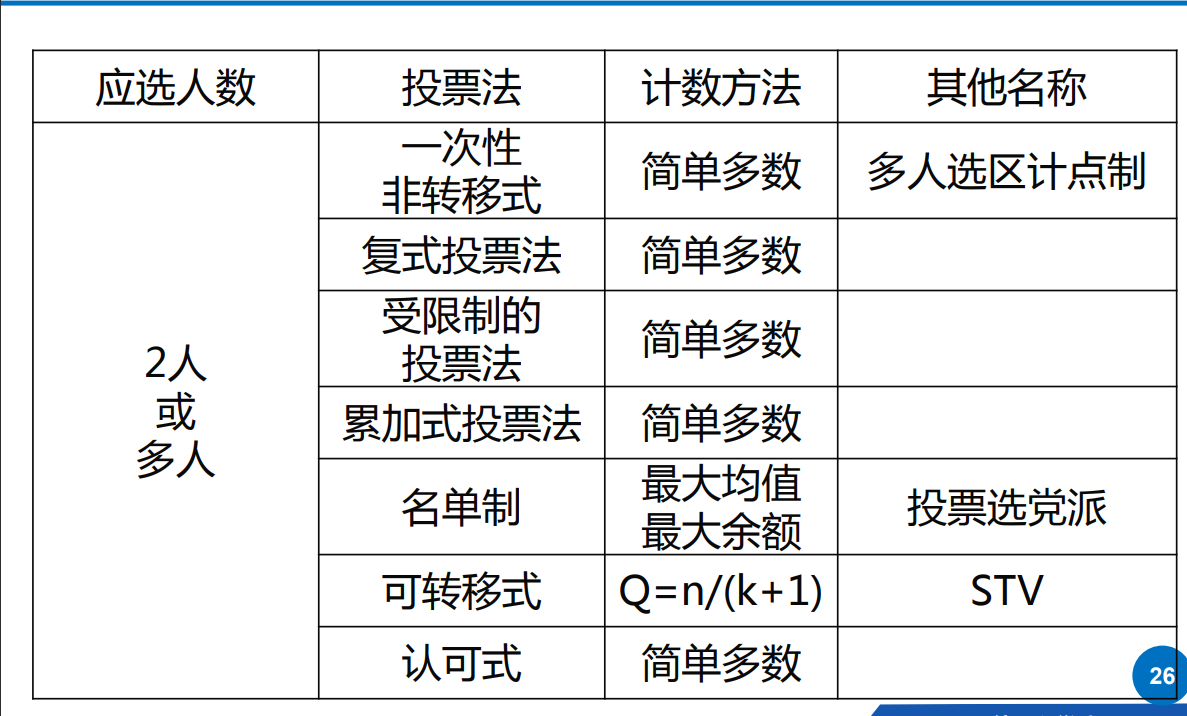 应选人数 投票法 计数方法 其他名称
一次性
非转移式 简单多数 多人选区计点制
复式投票法 简单多数
受限制的
投票法 简单多数
2人
或
多人
累加式投票法 简单多数
名单制 最大均值
最大余额 投票选党派
可转移式 Q=n/(k+1) STV
认可式 简单多数
26